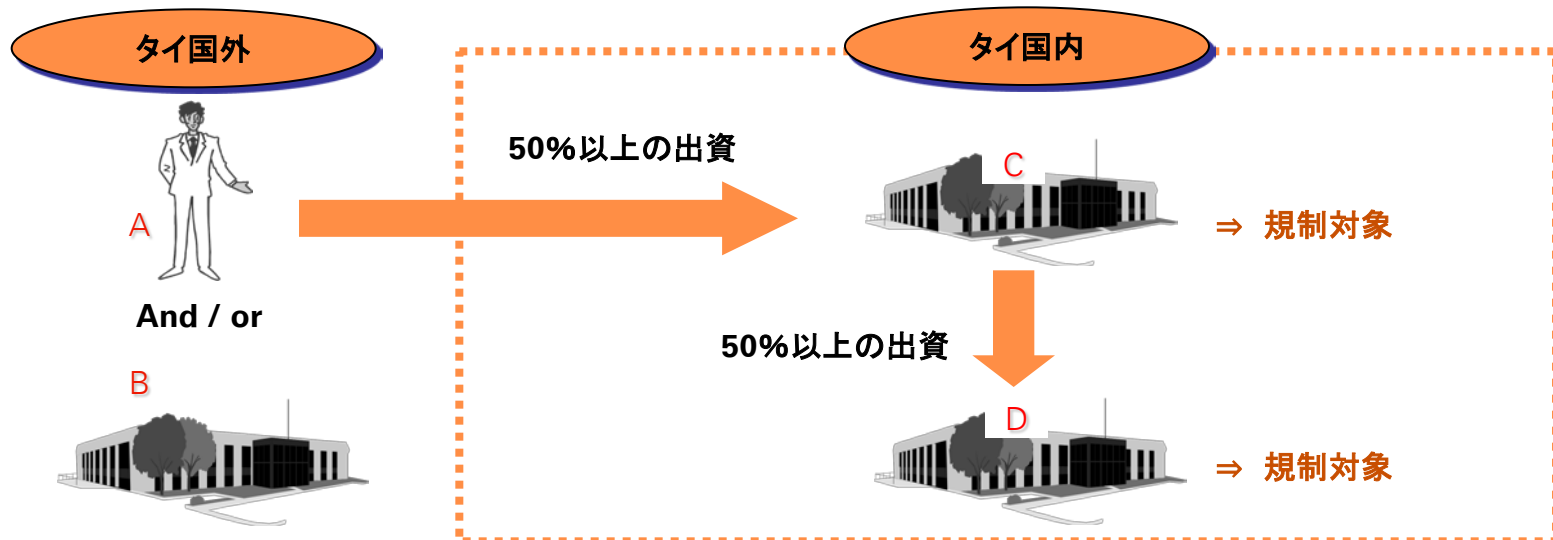 タイ国外
タイ国内
50%以上の出資
C
A
⇒ 規制対象
And / or
50%以上の出資
B
D
⇒ 規制対象